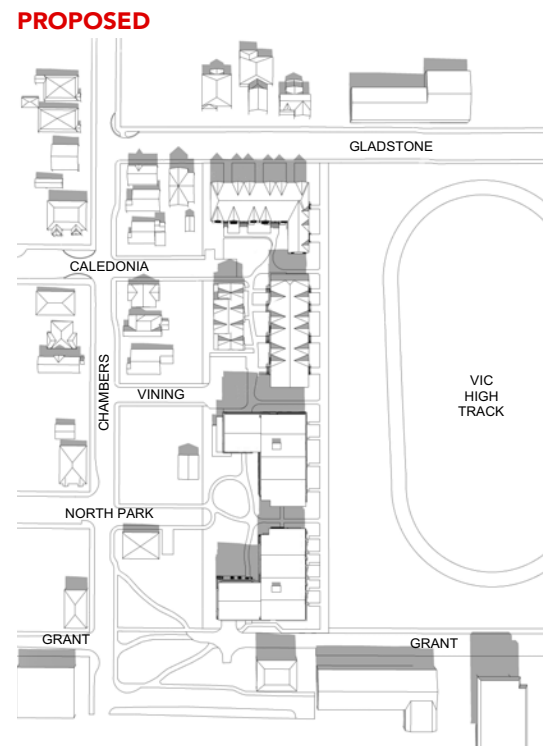 PROPOSED
GLADSTONE
CALEDONIA
CHAMBERS
VINING
VIC
HIGH
TRACK
NORTH PARK
GRANT
GRANT